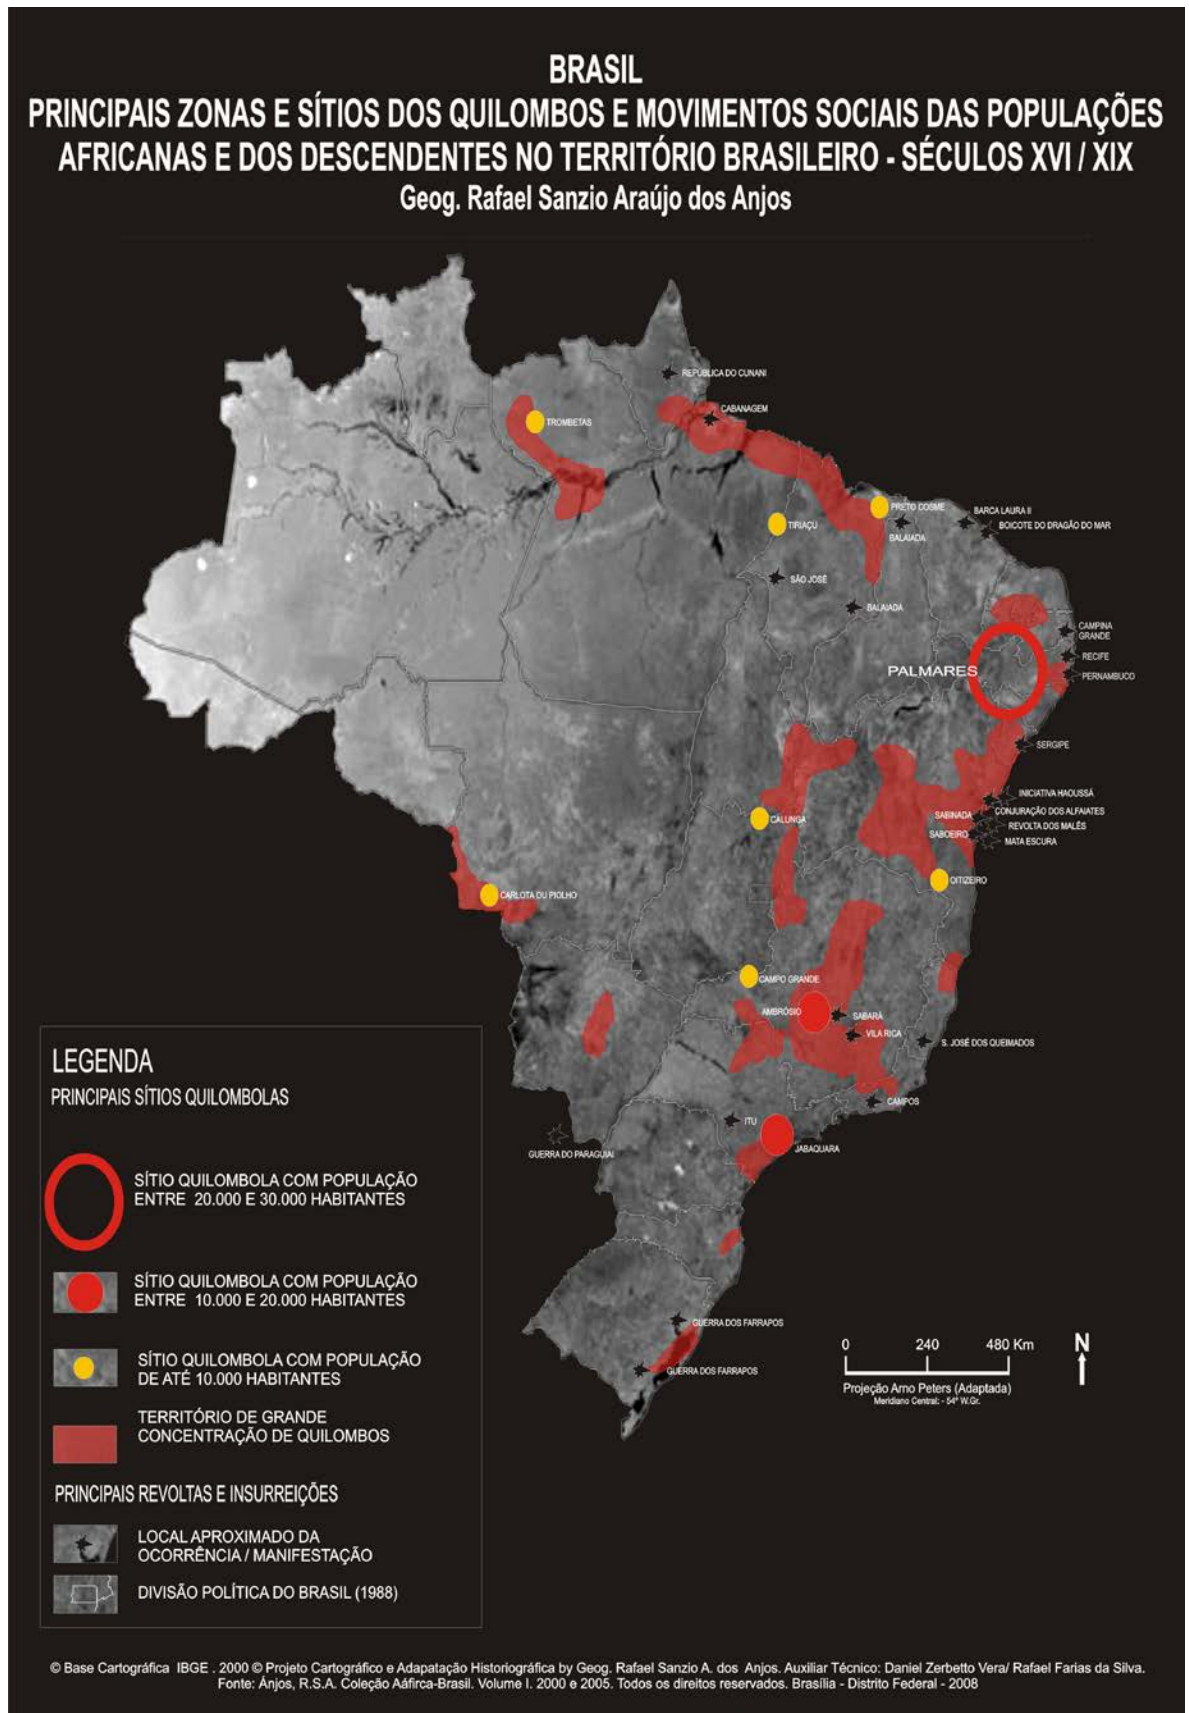 BRASIL
PRINCIPAIS ZONAS E SÍTIOS DOS QUILOMBOS E MOVIMENTOS SOCIAIS DAS POPULAÇÕES
AFRICANAS E DOS DESCENDENTES NO TERRITÓRIO BRASILEIRO - SÉCULOS XVI / XIX
Geog. Rafael Sanzio Araújo dos Anjos
REPÚBLICA DO CUNANI
CABANAGEM
TROMBETAS
PRETO COSME
TIRIAÇU
BALAIADA
BARCA LAURA II
BOICOTE DO DRAGÃO DO MAR
SÃO JOSÉ
BALAIADA
CAMPINA
GRANDE
RECIFE
PALMARES
PERNAMBUCO
SERGIPE
INICIATIVA HAOUSSÁ
CONJURAÇÃO DOS ALFAIATES
SABINADA
REVOLTA DOS MALÊS
SABOEIRO
MATA ESCURA
CALUNGA
OITIZEIRO
CARLOTA DU PIOLHO
CAMPO GRANDE
AMBRÓSIO
SABARÁ
VILA RICA
S. JOSÉ DOS QUEIMADOS
CAMPOS
ITU
JABAQUARA
GUERRA DO PARAGUIAI
GUERRA DOS FARRAPOS
GUERRA DOS FARRAPOS
LEGENDA
PRINCIPAIS SÍTIOS QUILOMBOLAS
SÍTIO QUILOMBOLA COM POPULAÇÃO
ENTRE 20.000 E 30.000 HABITANTES
SÍTIO QUILOMBOLA COM POPULAÇÃO
ENTRE 10.000 E 20.000 HABITANTES
SÍTIO QUILOMBOLA COM POPULAÇÃO
DE ATÉ 10.000 HABITANTES
TERRITÓRIO DE GRANDE
CONCENTRAÇÃO DE QUILOMBOS
PRINCIPAIS REVOLTAS E INSURREIÇÕES
LOCAL APROXIMADO DA
OCORRÊNCIA / MANIFESTAÇÃO
DIVISÃO POLÍTICA DO BRASIL (1988)
0 240 480 Km
N
Projeção Arno Peters (Adaptada)
Meridiano Central: - 54º W.Gr.
© Base Cartográfica IBGE . 2000 © Projeto Cartográfico e Adapatação Historiográfica by Geog. Rafael Sanzio A. dos Anjos. Auxiliar Técnico: Daniel Zerbetto Vera/ Rafael Farias da Silva.
Fonte: Ánjos, R.S.A. Coleção Aáfirca-Brasil. Volume I. 2000 e 2005. Todos os direitos reservados. Brasília - Distrito Federal - 2008